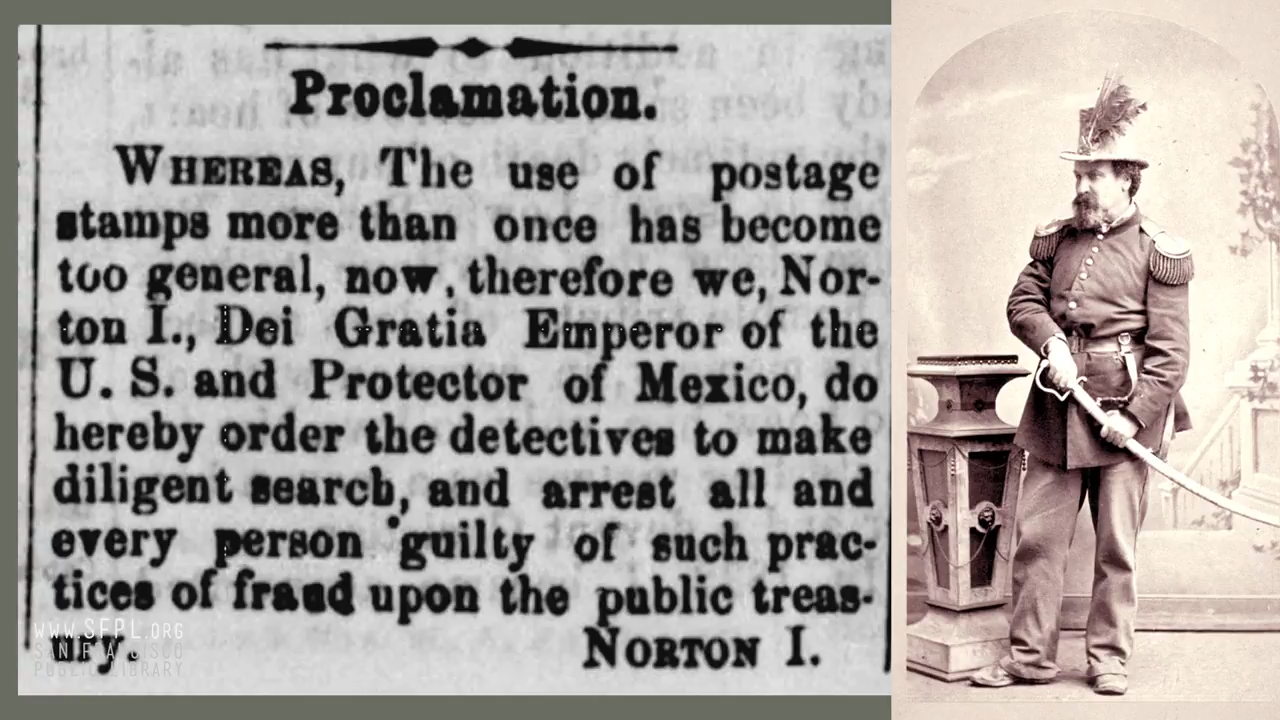 Proclamation.
WHEREAS, The use of postage
stamps more than once has become
too general, now, therefore we, Nor-
ton I., Dei Gratia Emperor of the
U. S. and Protector of Mexico, do
hereby order the detectives to make
diligent search, and arrest all and
every person guilty of such prac-
tices of fraud upon the public treas-
ury.
NORTON I.
WWW.SFPL.ORG
SAN FRANCISCO
PUBLIC LIBRARY